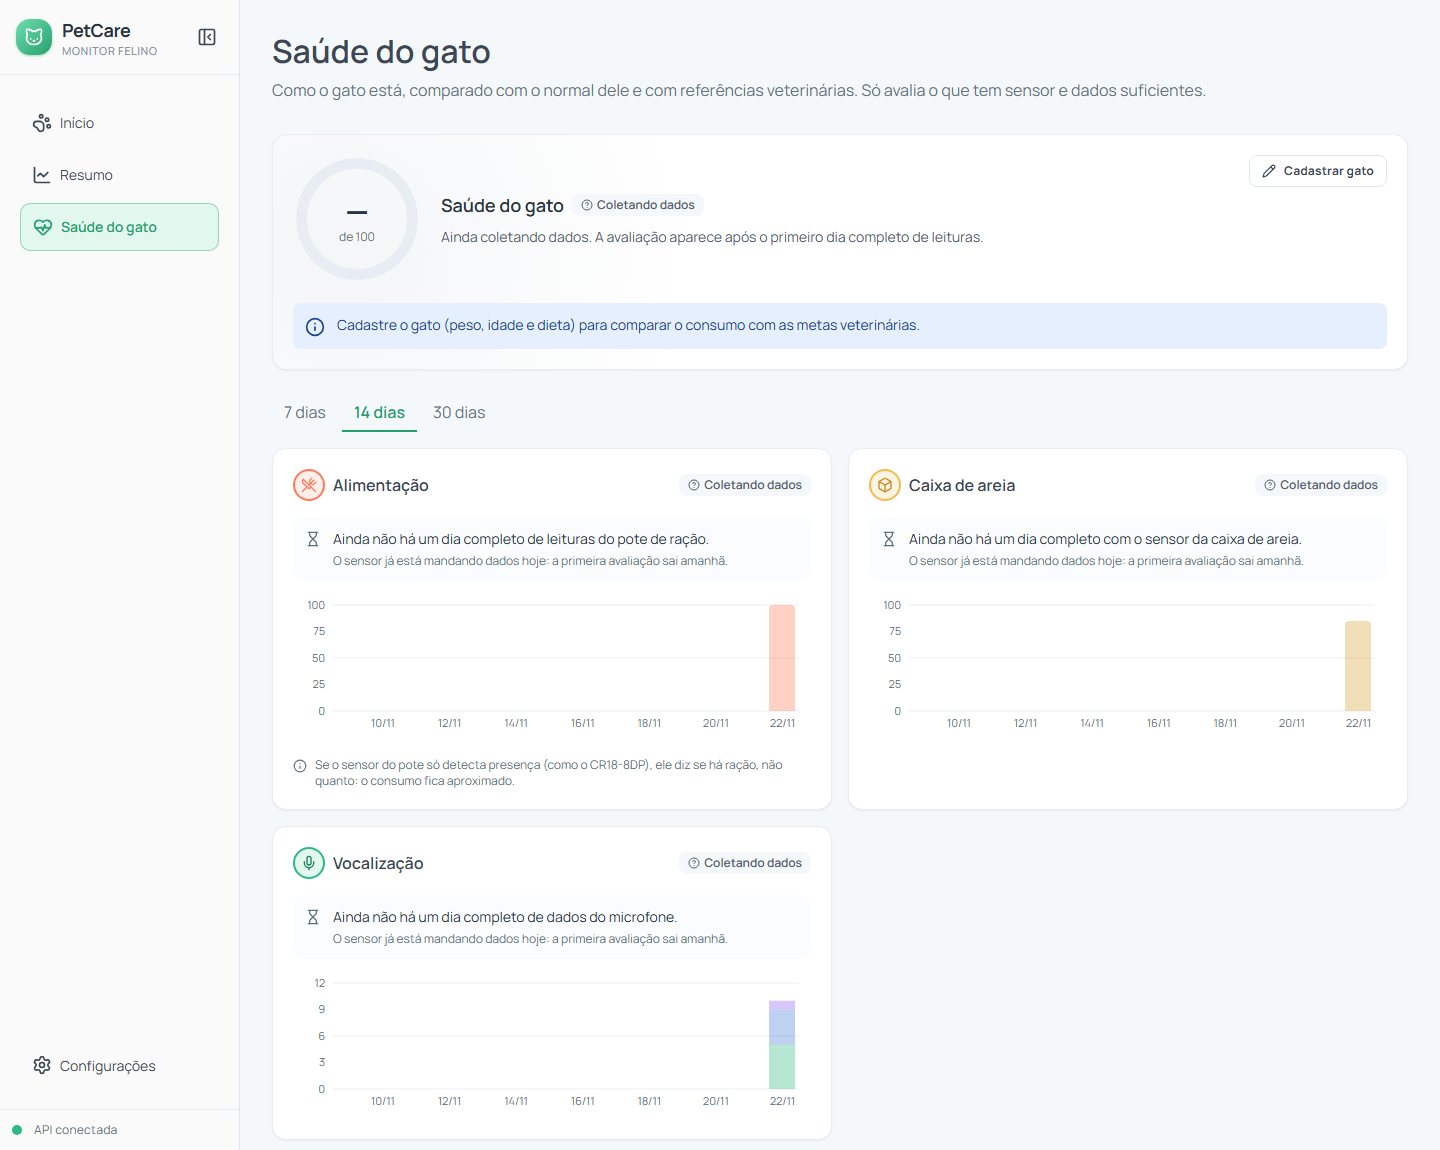 PetCare
MONITOR FELINO
Início
Resumo
Saúde do gato
Configurações
API conectada
Saúde do gato
Como o gato está, comparado com o normal dele e com referências veterinárias. Só avalia o que tem sensor e dados suficientes.
Cadastrar gato
—
de 100
Saúde do gato
Coletando dados
Ainda coletando dados. A avaliação aparece após o primeiro dia completo de leituras.
Cadastre o gato (peso, idade e dieta) para comparar o consumo com as metas veterinárias.
7 dias
14 dias
30 dias
Alimentação
Coletando dados
Ainda não há um dia completo de leituras do pote de ração.
O sensor já está mandando dados hoje: a primeira avaliação sai amanhã.
100
75
50
25
0
10/11 12/11 14/11 16/11 18/11 20/11 22/11
Se o sensor do pote só detecta presença (como o CR18-8DP), ele diz se há ração, não
quanto: o consumo fica aproximado.
Caixa de areia
Coletando dados
Ainda não há um dia completo com o sensor da caixa de areia.
O sensor já está mandando dados hoje: a primeira avaliação sai amanhã.
100
75
50
25
0
10/11 12/11 14/11 16/11 18/11 20/11 22/11
Vocalização
Coletando dados
Ainda não há um dia completo de dados do microfone.
O sensor já está mandando dados hoje: a primeira avaliação sai amanhã.
12
9
6
3
0
10/11 12/11 14/11 16/11 18/11 20/11 22/11